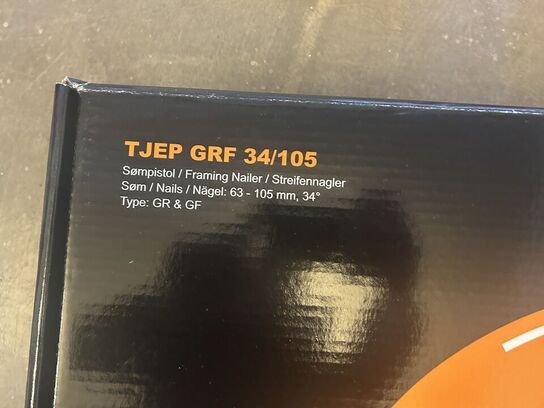 TJEP GRF 34/105
Sømpistol / Framing Nailer / Streifennagler
Søm / Nails / Nägel: 63 - 105 mm, 34°
Type: GR & GF